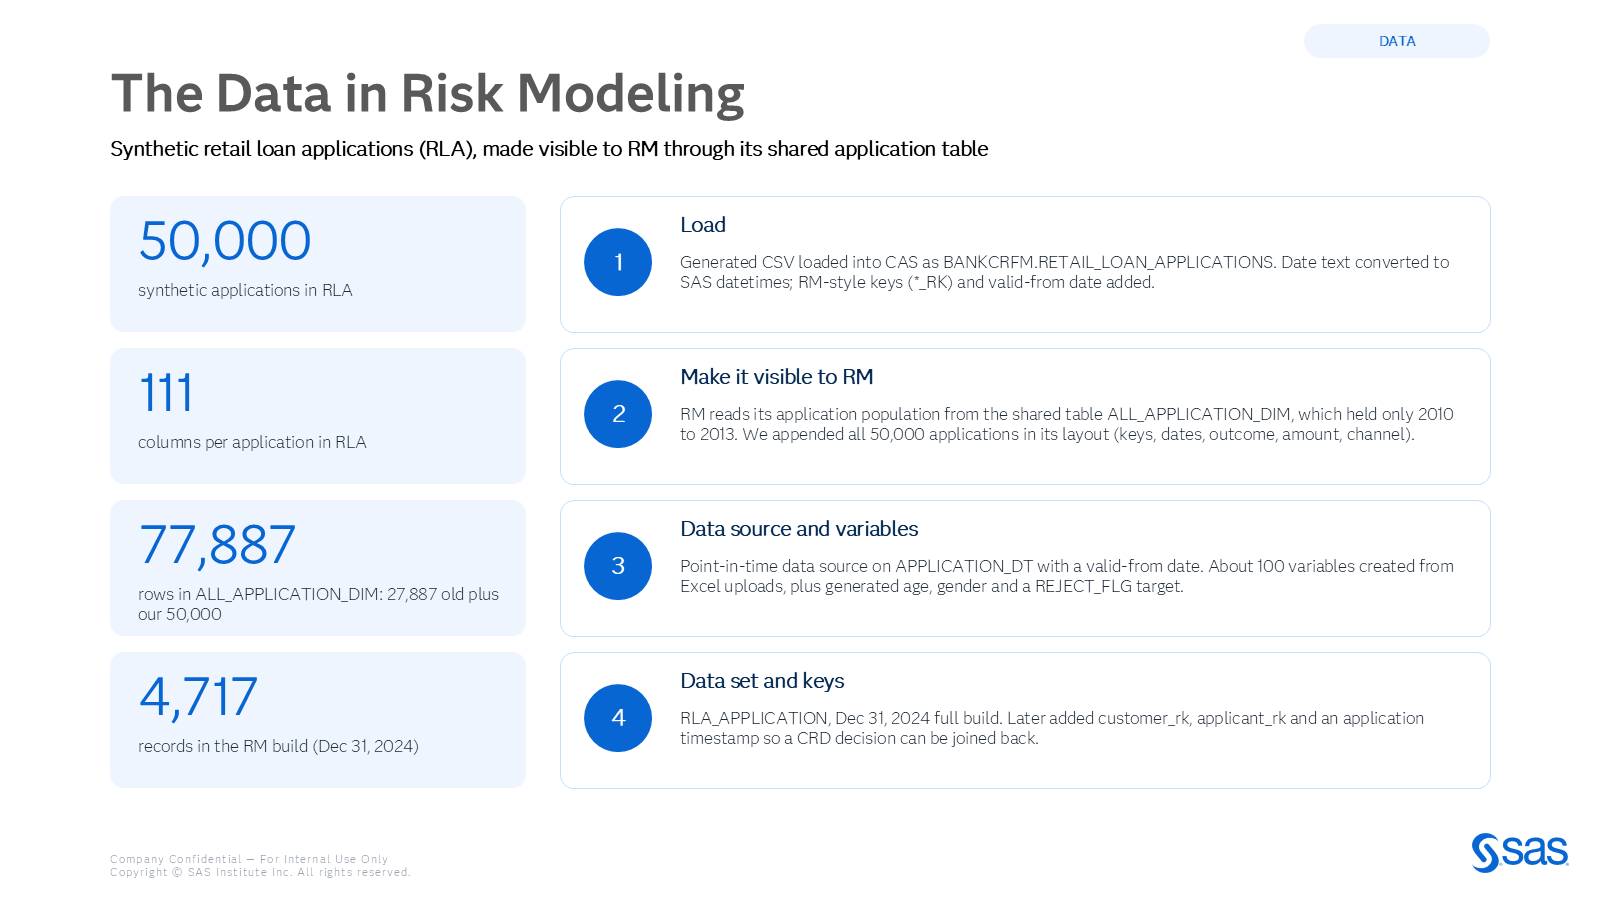 DATA
The Data in Risk Modeling
Synthetic retail loan applications (RLA), made visible to RM through its shared application table
50,000
synthetic applications in RLA
1
Load
Generated CSV loaded into CAS as BANKCRFM.RETAIL_LOAN_APPLICATIONS. Date text converted to
SAS datetimes; RM-style keys (*_RK) and valid-from date added.
111
columns per application in RLA
2
Make it visible to RM
RM reads its application population from the shared table ALL_APPLICATION_DIM, which held only 2010
to 2013. We appended all 50,000 applications in its layout (keys, dates, outcome, amount, channel).
77,887
rows in ALL_APPLICATION_DIM: 27,887 old plus
our 50,000
3
Data source and variables
Point-in-time data source on APPLICATION_DT with a valid-from date. About 100 variables created from
Excel uploads, plus generated age, gender and a REJECT_FLG target.
4,717
records in the RM build (Dec 31, 2024)
4
Data set and keys
RLA_APPLICATION, Dec 31, 2024 full build. Later added customer_rk, applicant_rk and an application
timestamp so a CRD decision can be joined back.
Company Confidential – For Internal Use Only
Copyright © SAS Institute Inc. All rights reserved.
sas